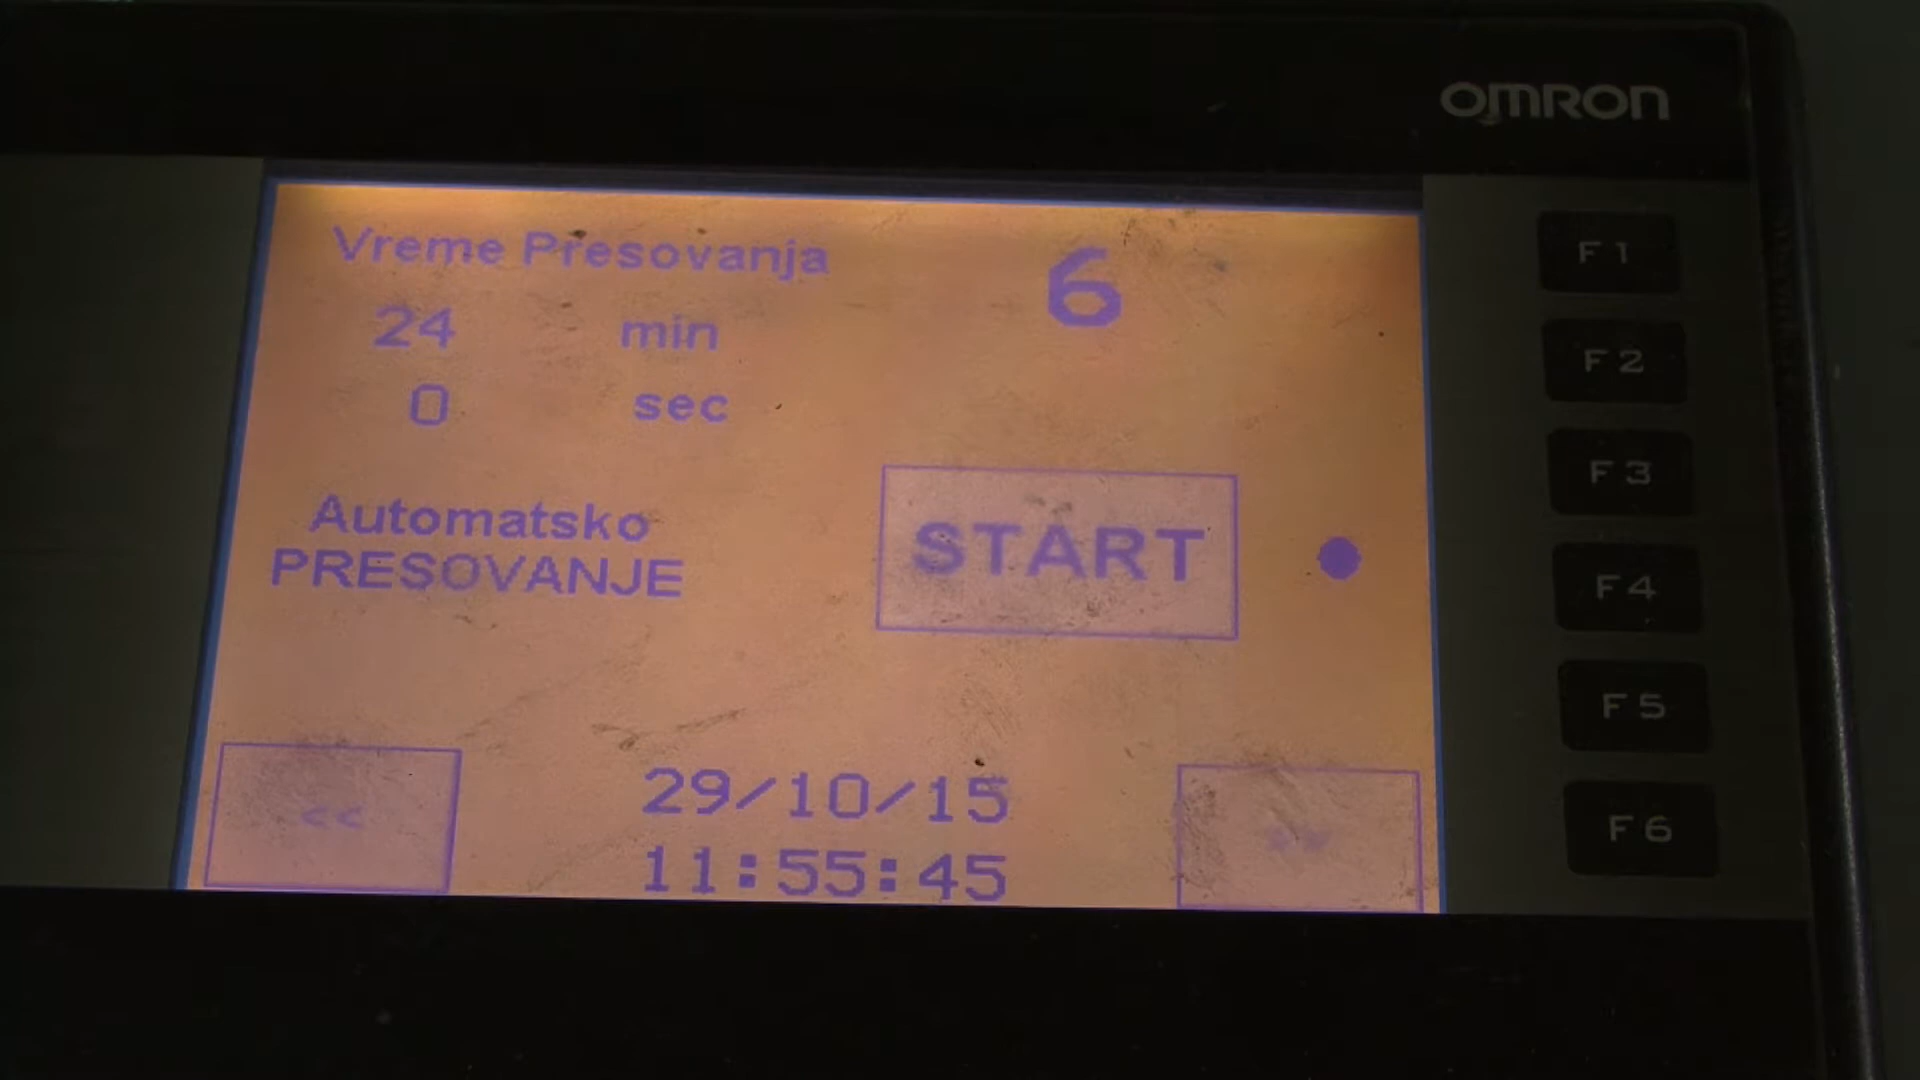 OMRON
Vreme Presovanja
6
24 min
0 sec
Automatsko
PRESOVANJE
START
<<
29/10/15
11:55:45
F1
F2
F3
F4
F5
F6